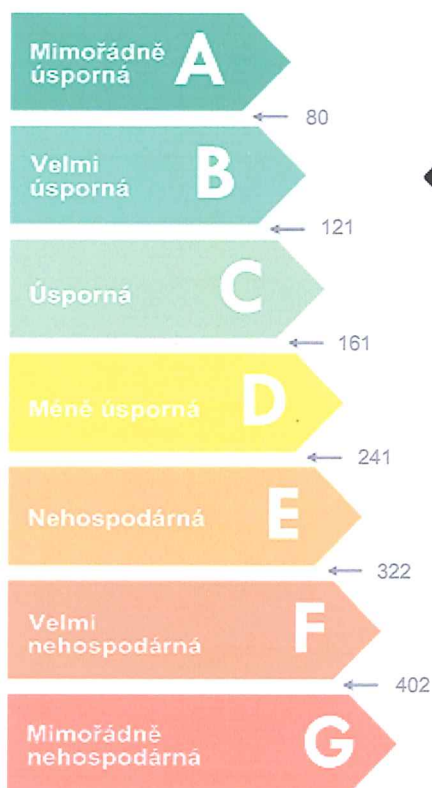 Mimořádně
úsporná
A
← 80
Velmi
úsporná
B
← 121
Úsporná
C
← 161
Méně úsporná
D
← 241
Nehospodárná
E
← 322
Velmi
nehospodárná
F
← 402
Mimořádně
nehospodárná
G